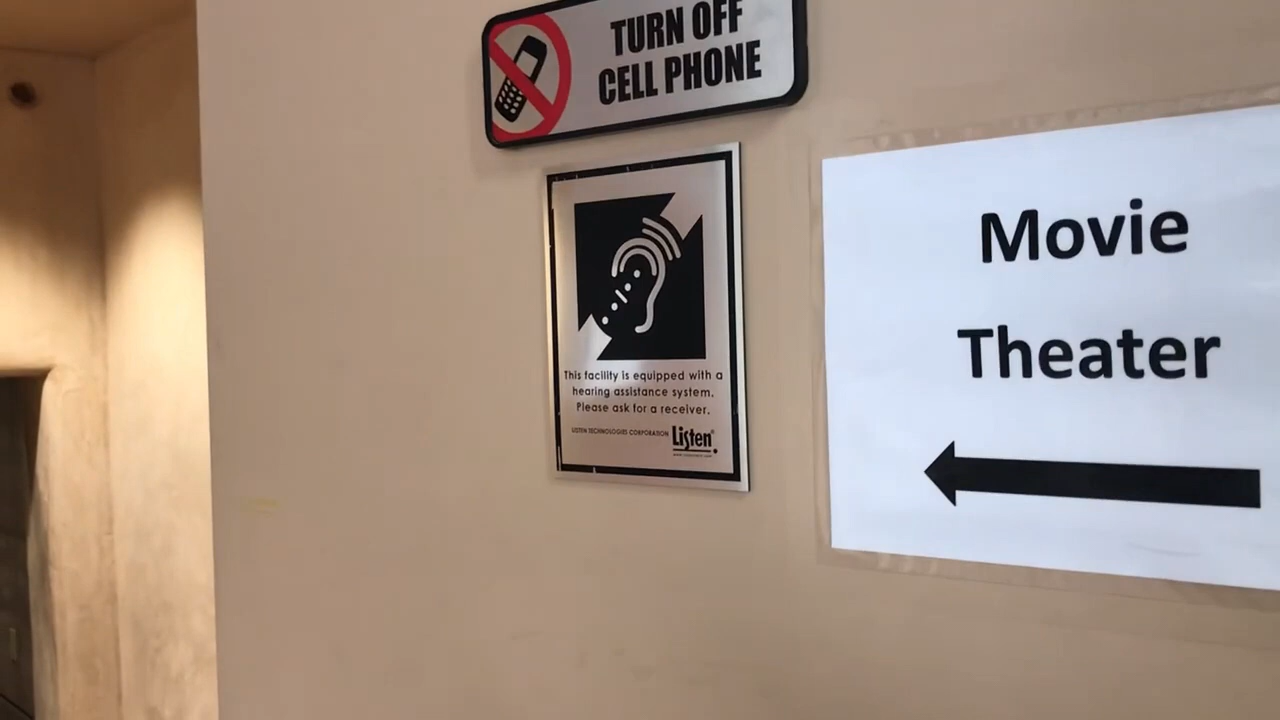 TURN OFF
CELL PHONE
This facility is equipped with a
hearing assistance system.
Please ask for a receiver.
LISTEN TECHNOLOGIES CORPORATION
Listen
Movie
Theater